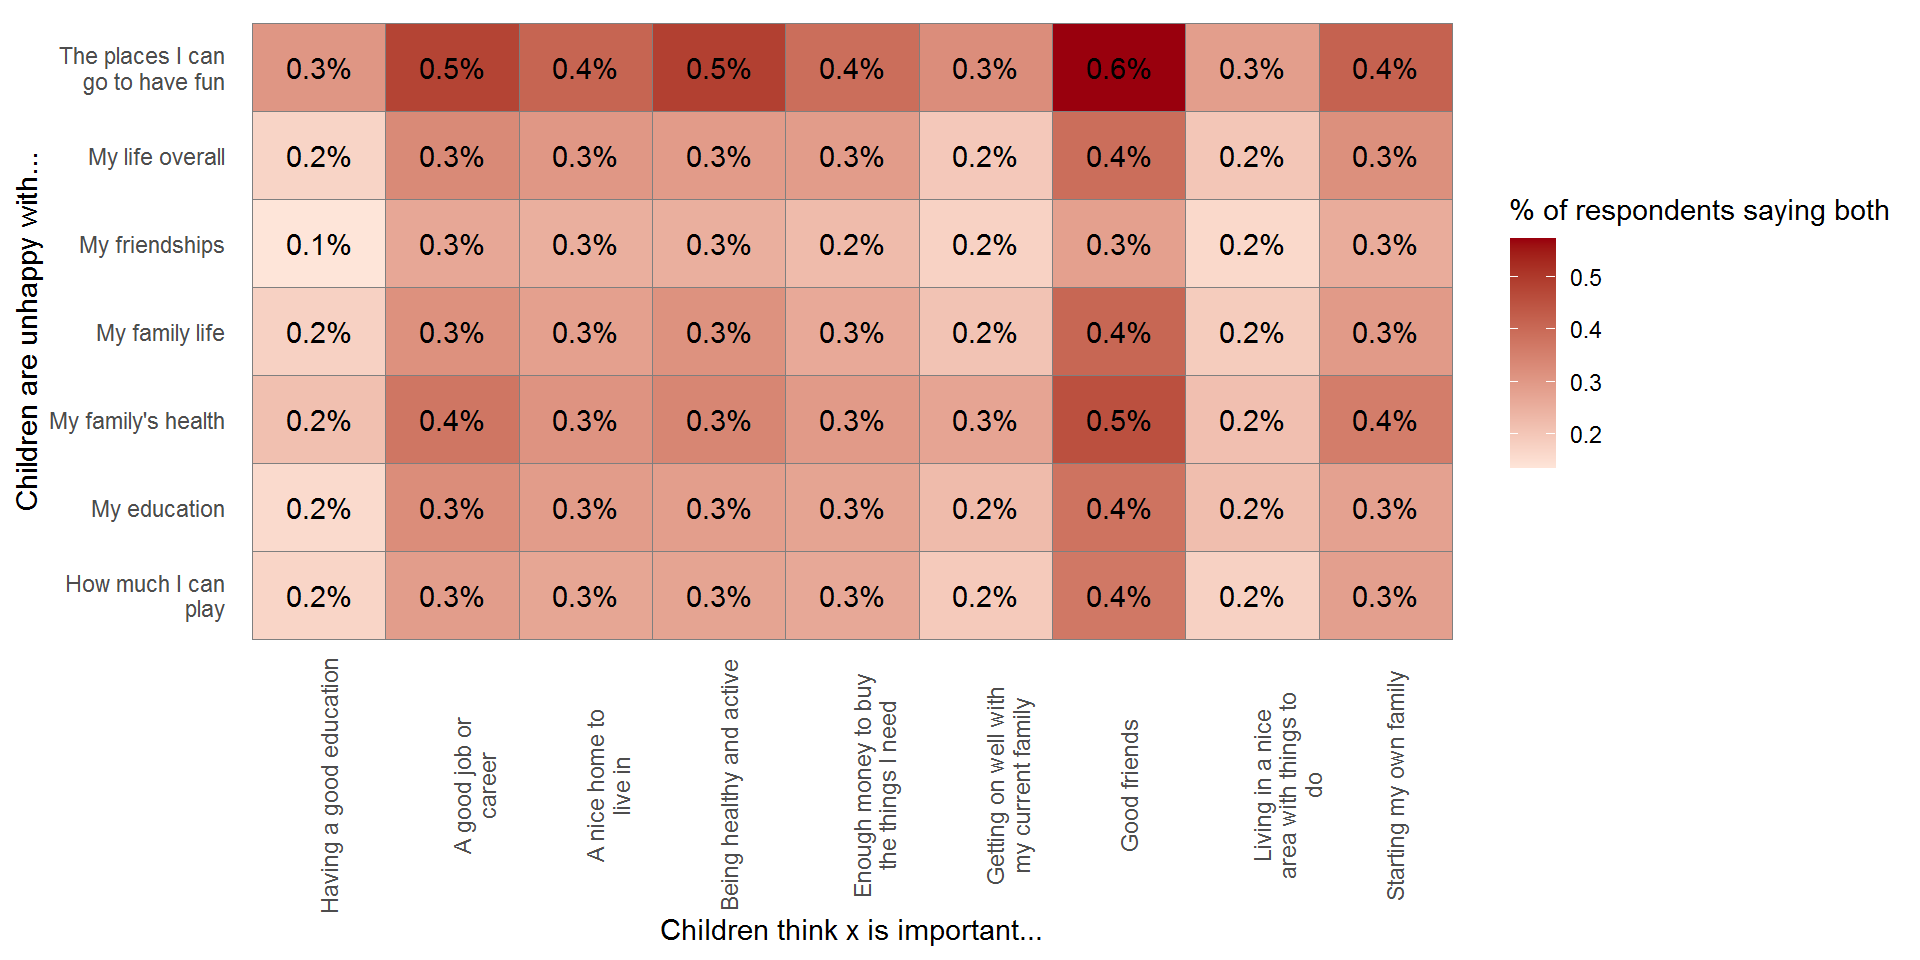 The places I can
go to have fun
0.3% 0.5% 0.4% 0.5% 0.4% 0.3% 0.6% 0.3% 0.4%
My life overall
0.2% 0.3% 0.3% 0.3% 0.3% 0.2% 0.4% 0.2% 0.3%
My friendships
0.1% 0.3% 0.3% 0.3% 0.2% 0.2% 0.3% 0.2% 0.3%
My family life
0.2% 0.3% 0.3% 0.3% 0.3% 0.2% 0.4% 0.2% 0.3%
My family's health
0.2% 0.4% 0.3% 0.3% 0.3% 0.3% 0.5% 0.2% 0.4%
My education
0.2% 0.3% 0.3% 0.3% 0.3% 0.2% 0.4% 0.2% 0.3%
How much I can
play
0.2% 0.3% 0.3% 0.3% 0.3% 0.2% 0.4% 0.2% 0.3%
Children are unhappy with...
Having a good education
A good job or
career
A nice home to
live in
Being healthy and active
Enough money to buy
the things I need
Getting on well with
my current family
Good friends
Living in a nice
area with things to
do
Starting my own family
Children think x is important...
% of respondents saying both
0.5
0.4
0.3
0.2